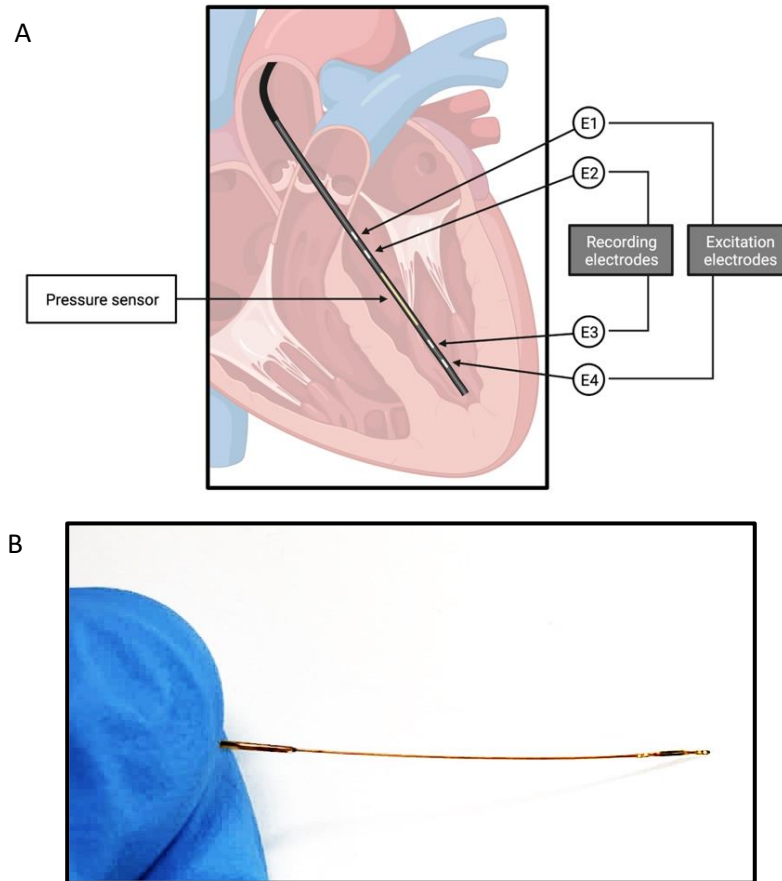 A
E1
E2
Recording
electrodes
Excitation
electrodes
Pressure sensor
E3
E4
B